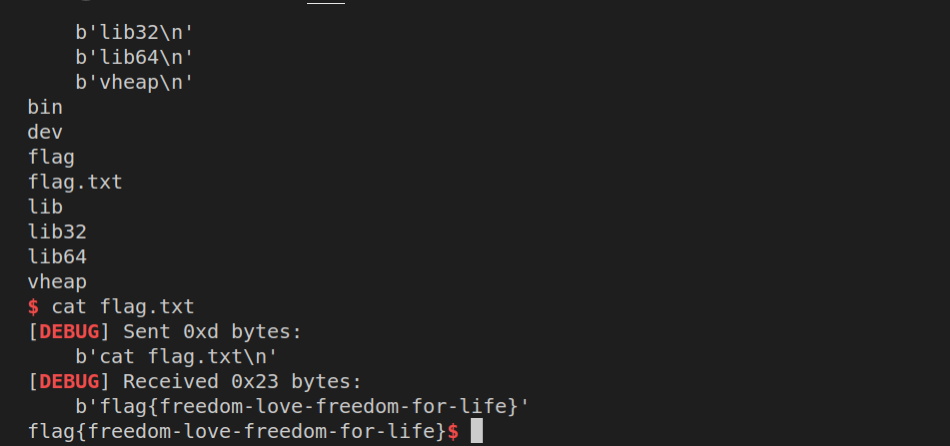 b'lib32\n'
b'lib64\n'
b'vheap\n'
bin
dev
flag
flag.txt
lib
lib32
lib64
vheap
$ cat flag.txt
[DEBUG] Sent 0xd bytes:
b'cat flag.txt\n'
[DEBUG] Received 0x23 bytes:
b'flag{freedom-love-freedom-for-life}'
flag{freedom-love-freedom-for-life}$